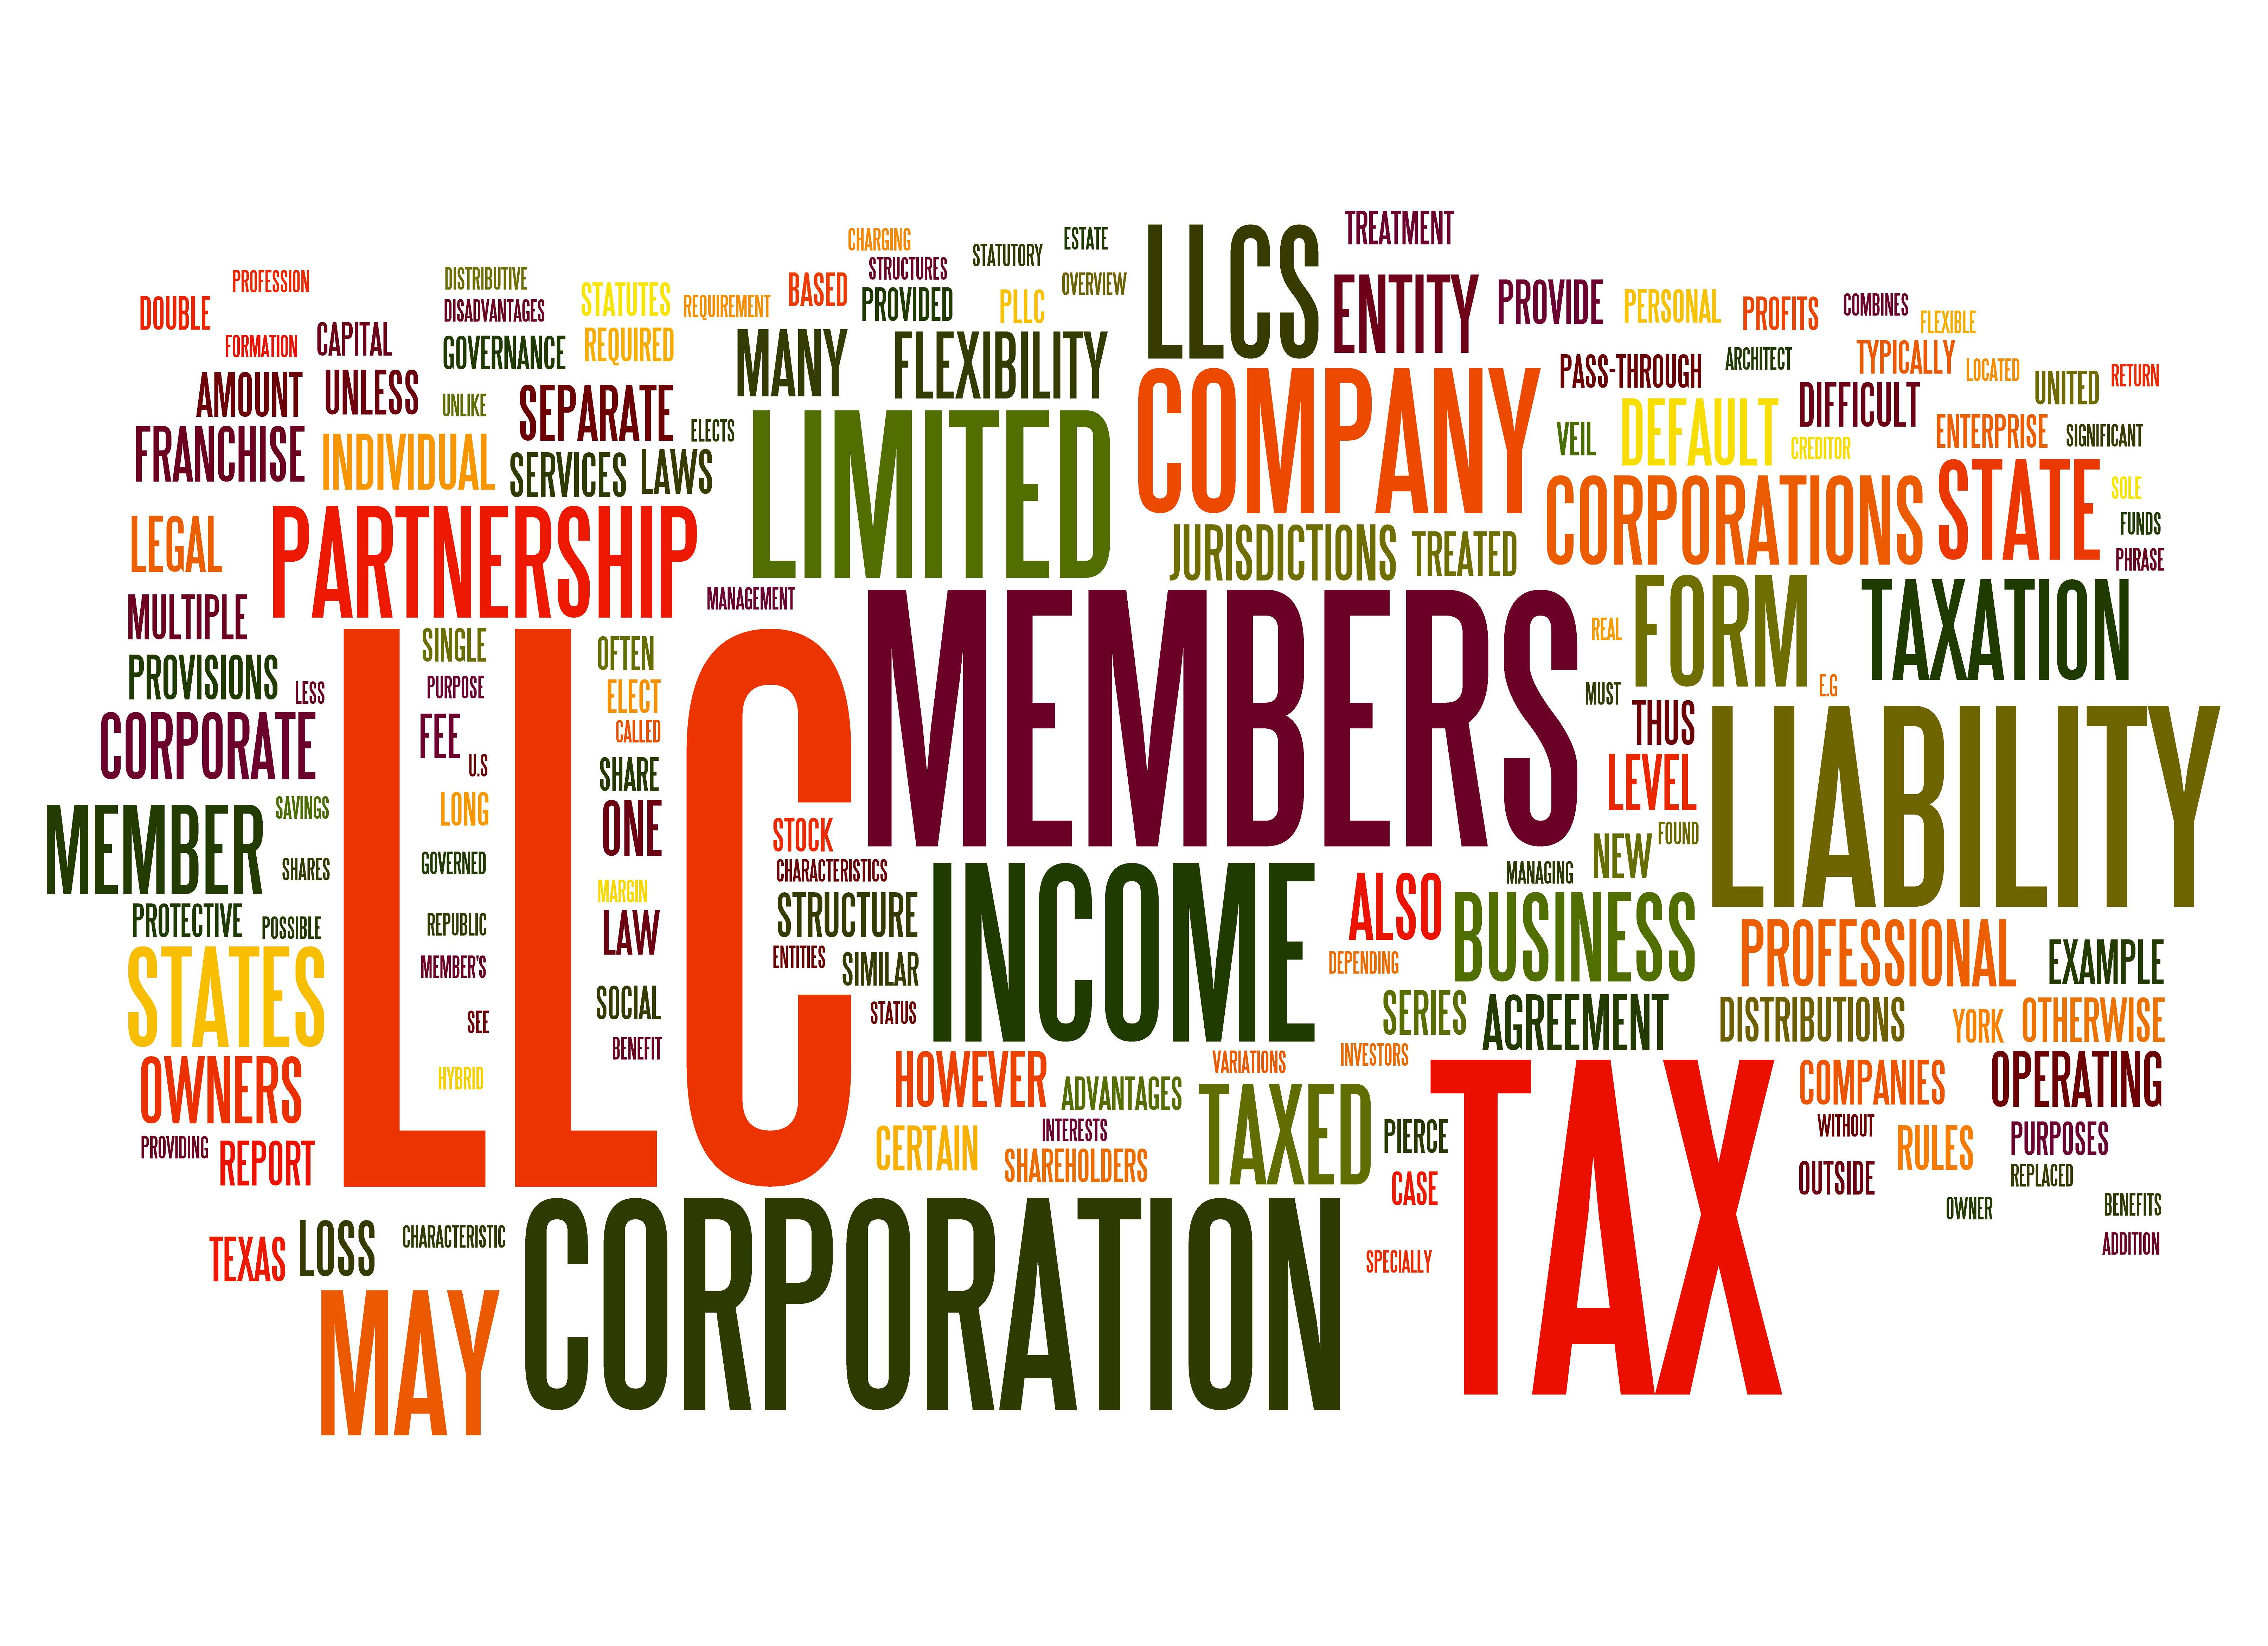 TREATMENT
CHARGING
ESTATE
LLCS
STATUTORY
STRUCTURES
PROFESSION
DISTRIBUTIVE
BASED
OVERVIEW
ENTITY
PROVIDE
PERSONAL
PROFITS
COMBINES
DOUBLE
DISADVANTAGES
STATUTES
REQUIREMENT
PROVIDED
PLLC
FLEXIBLE
FORMATION
CAPITAL
GOVERNANCE
REQUIRED
MANY
FLEXIBILITY
PASS-THROUGH
ARCHITECT
TYPICALLY
LOCATED
UNITED
RETURN
AMOUNT
UNLESS
UNLIKE
SEPARATE
ELECTS
LIMITED
COMPANY
VEIL
DEFAULT
CREDITOR
DIFFICULT
ENTERPRISE
SIGNIFICANT
FRANCHISE
INDIVIDUAL
SERVICES
LAWS
CORPORATIONS
STATE
SOLE
FUNDS
PHRASE
LEGAL
PARTNERSHIP
JURISDICTIONS
TREATED
MULTIPLE
MANAGEMENT
MEMBERS
REAL
FORM
E.G
TAXATION
PROVISIONS
LESS
LLC
SINGLE
OFTEN
PURPOSE
ELECT
MUST
CORPORATE
FEE
CALLED
THUS
LIABILITY
U.S
SHARE
LEVEL
MEMBER
SAVINGS
LONG
ONE
STOCK
NEW
FOUND
SHARES
GOVERNED
CHARACTERISTICS
INCOME
ALSO
MANAGING
BUSINESS
PROTECTIVE
POSSIBLE
MARGIN
STRUCTURE
REPUBLIC
LAW
PROFESSIONAL
EXAMPLE
STATES
MEMBER'S
ENTITIES
SIMILAR
DEPENDING
SEE
SOCIAL
STATUS
SERIES
AGREEMENT
DISTRIBUTIONS
YORK
OTHERWISE
OWNERS
BENEFIT
HOWEVER
VARIATIONS
INVESTORS
TAX
COMPANIES
OPERATING
HYBRID
ADVANTAGES
TAXED
PROVIDING
REPORT
CERTAIN
INTERESTS
SHAREHOLDERS
PIERCE
WITHOUT
RULES
PURPOSES
CASE
OUTSIDE
REPLACED
OWNER
BENEFITS
TEXAS
LOSS
CHARACTERISTIC
CORPORATION
SPECIALLY
ADDITION
MAY